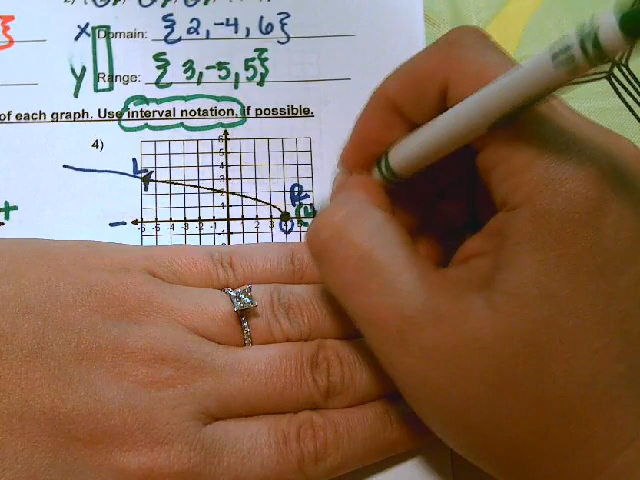 x Domain: {2,-4,6}
y Range: {3,-5,5}
of each graph. Use interval notation, if possible.
4)
L
R